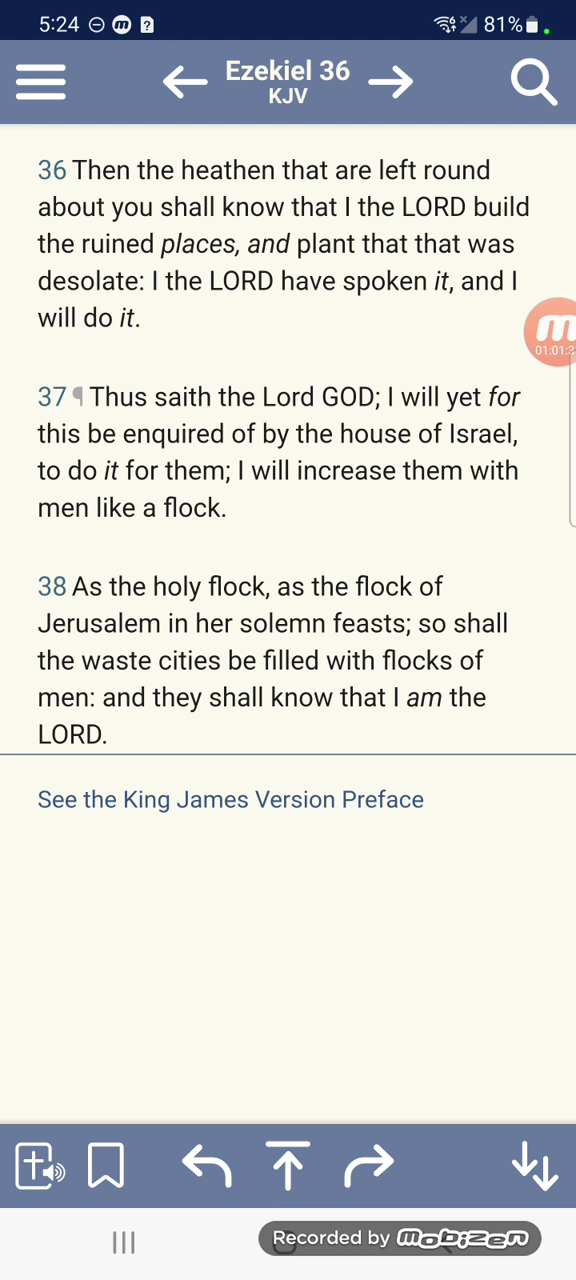 5:24
81%
Ezekiel 36
KJV
36 Then the heathen that are left round
about you shall know that I the LORD build
the ruined places, and plant that that was
desolate: I the LORD have spoken it, and I
will do it.
m
01:01:
37 ¶ Thus saith the Lord GOD; I will yet for
this be enquired of by the house of Israel,
to do it for them; I will increase them with
men like a flock.
38 As the holy flock, as the flock of
Jerusalem in her solemn feasts; so shall
the waste cities be filled with flocks of
men: and they shall know that I am the
LORD.
See the King James Version Preface
Recorded by mobizen